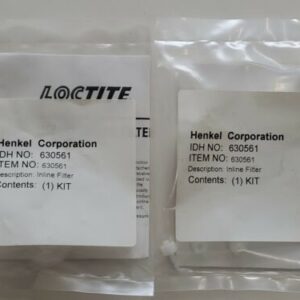 LOCTITE
Henkel Corporation
IDH NO: 630561
ITEM NO: 630561
Description: Inline Filter
Contents: (1) KIT
Henkel Corporation
IDH NO: 630561
ITEM NO: 630561
Description: Inline Filter
Contents: (1) KIT